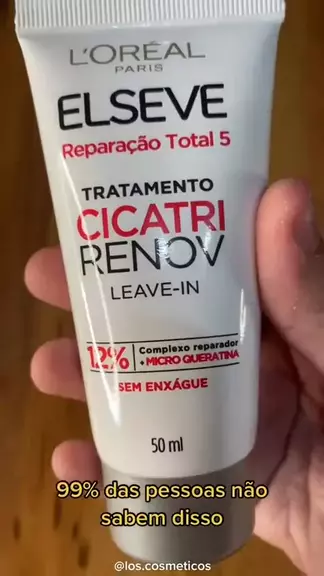 L'ORÉAL
PARIS
ELSEVE
Reparação Total 5
TRATAMENTO
CICATRI
RENOV
LEAVE-IN
12% Complexo reparador
+MICRO QUERATINA
SEM ENXÁGUE
50 ml
99% das pessoas não
sabem disso
@los.cosmeticos